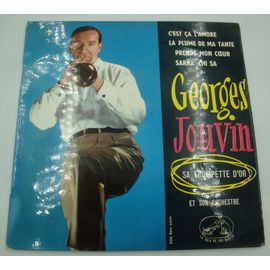 C'EST ÇA L'AMORE
LA PLUME DE MA TANTE
PRENDS MON CŒUR
SARRA' CHI SA
Georges
Jouvin
SA TROMPETTE D'OR
ET SON ORCHESTRE